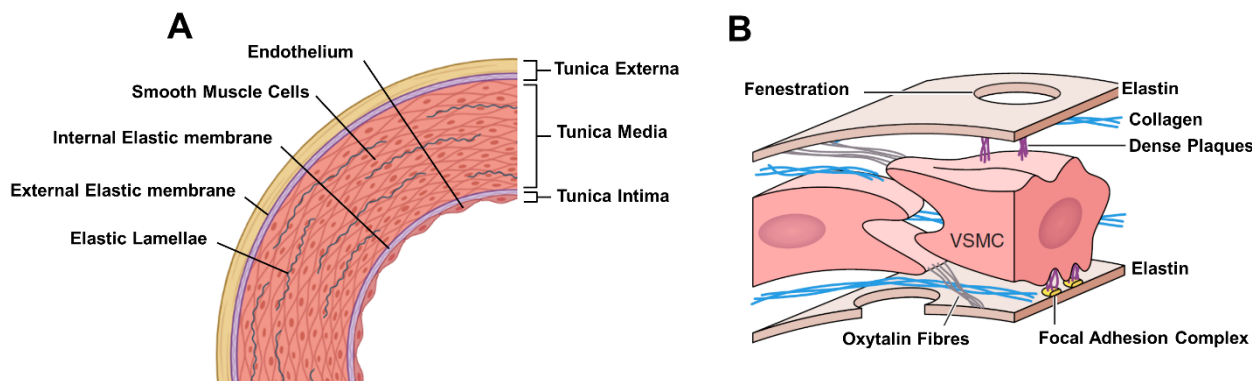 A
Endothelium
Smooth Muscle Cells
Internal Elastic membrane
External Elastic membrane
Elastic Lamellae
Tunica Externa
Tunica Media
Tunica Intima
B
Fenestration
Elastin
Collagen
Dense Plaques
VSMC
Elastin
Oxytalin Fibres
Focal Adhesion Complex